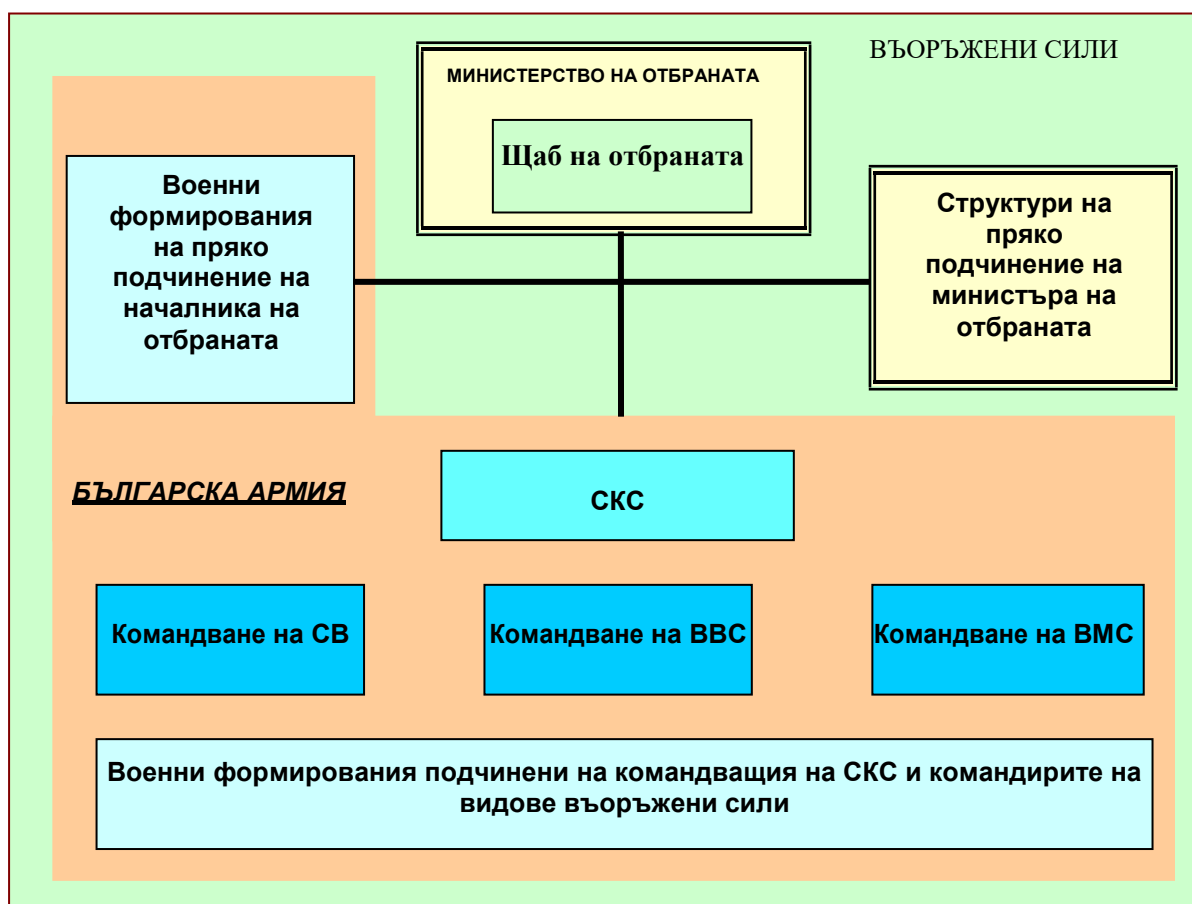 ВЪОРЪЖЕНИ СИЛИ
МИНИСТЕРСТВО НА ОТБРАНАТА
Щаб на отбраната
Военни
формирования
на пряко
подчинение на
началника на
отбраната
Структури на
пряко
подчинение на
министъра на
отбраната
БЪЛГАРСКА АРМИЯ
СКС
Командване на СВ
Командване на ВВС
Командване на ВМС
Военни формирования подчинени на командващия на СКС и командирите на
видове въоръжени сили